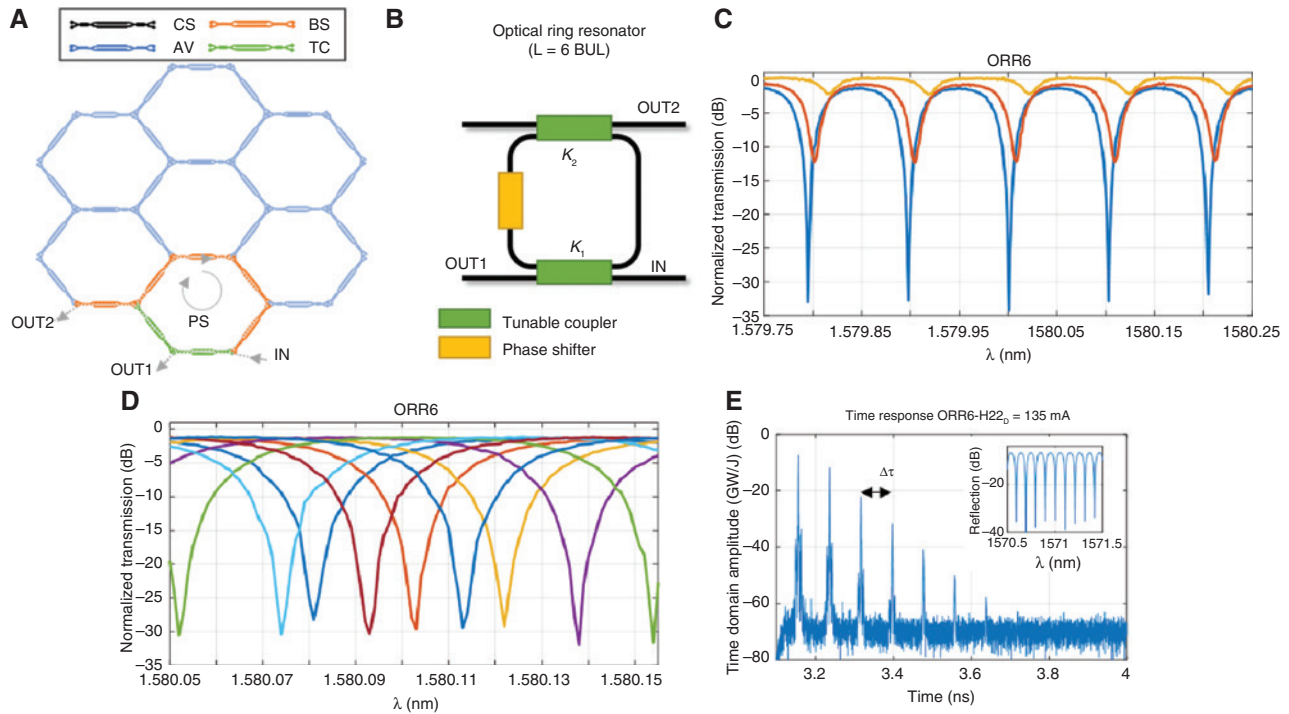 A
CS
BS
AV
TC
OUT2
PS
OUT1
IN
B
Optical ring resonator
(L = 6 BUL)
OUT2
K2
K1
OUT1
IN
Tunable coupler
Phase shifter
C
ORR6
Normalized transmission (dB)
0
−5
−10
−15
−20
−25
−30
−35
1.579.75
1.579.85
1.579.95
1580.05
1580.15
1580.25
λ (nm)
D
ORR6
Normalized transmission (dB)
0
−5
−10
−15
−20
−25
−30
−35
1.580.05
1.580.07
1.580.09
1.580.11
1.580.13
1.580.15
λ (nm)
E
Time response ORR6-H22D = 135 mA
Time domain amplitude (GW/J) (dB)
0
−20
−40
−60
−80
Δτ
Reflection (dB)
−20
−40
1570.5
1571
1571.5
λ (nm)
3.2
3.4
3.6
3.8
4
Time (ns)